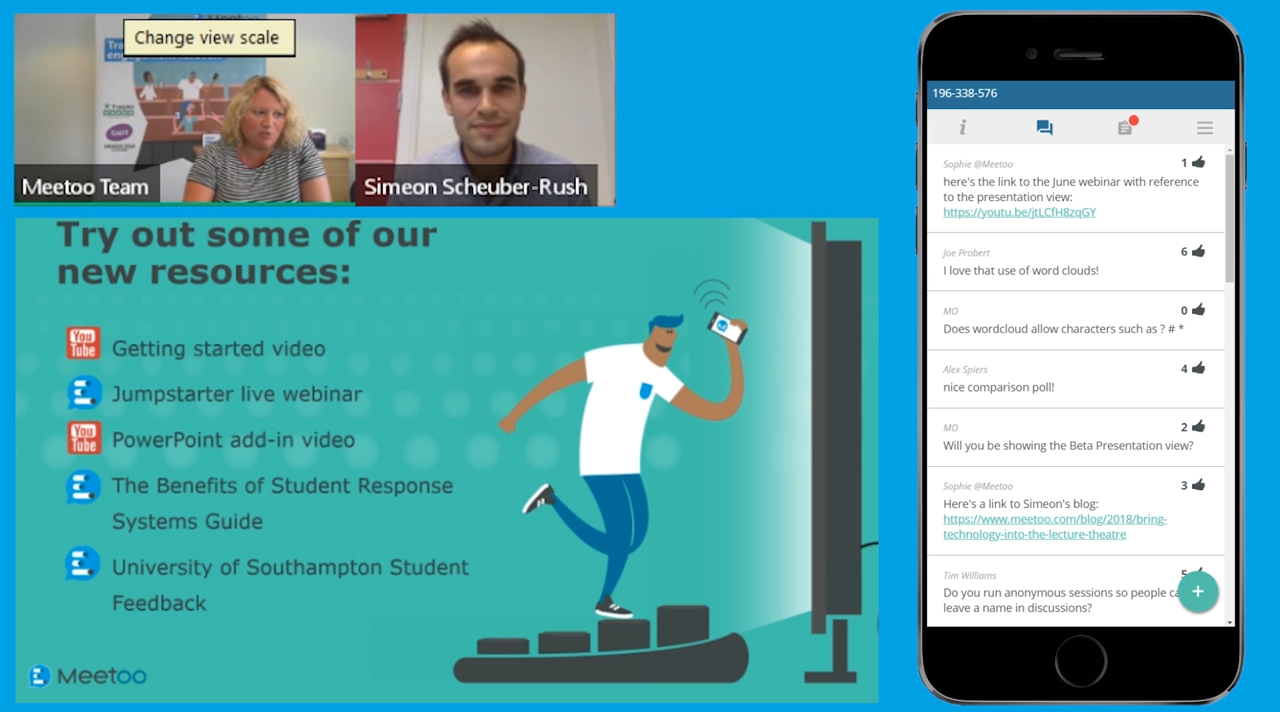 Change view scale
Meetoo Team
Simeon Scheuber-Rush
Try out some of our
new resources:
You
Tube
Getting started video
Jumpstarter live webinar
You
Tube
PowerPoint add-in video
The Benefits of Student Response
Systems Guide
University of Southampton Student
Feedback
Meetoo
196-338-576
Sophie @Meetoo
1
here's the link to the June webinar with reference
to the presentation view:
https://youtu.be/jtLCfH8zqGY
Joe Probert
6
I love that use of word clouds!
MO
0
Does wordcloud allow characters such as ? # *
Alex Spiers
4
nice comparison poll!
MO
2
Will you be showing the Beta Presentation view?
Sophie @Meetoo
3
Here's a link to Simeon's blog:
https://www.meetoo.com/blog/2018/bring-
technology-into-the-lecture-theatre
Tim Williams
5
Do you run anonymous sessions so people
leave a name in discussions?